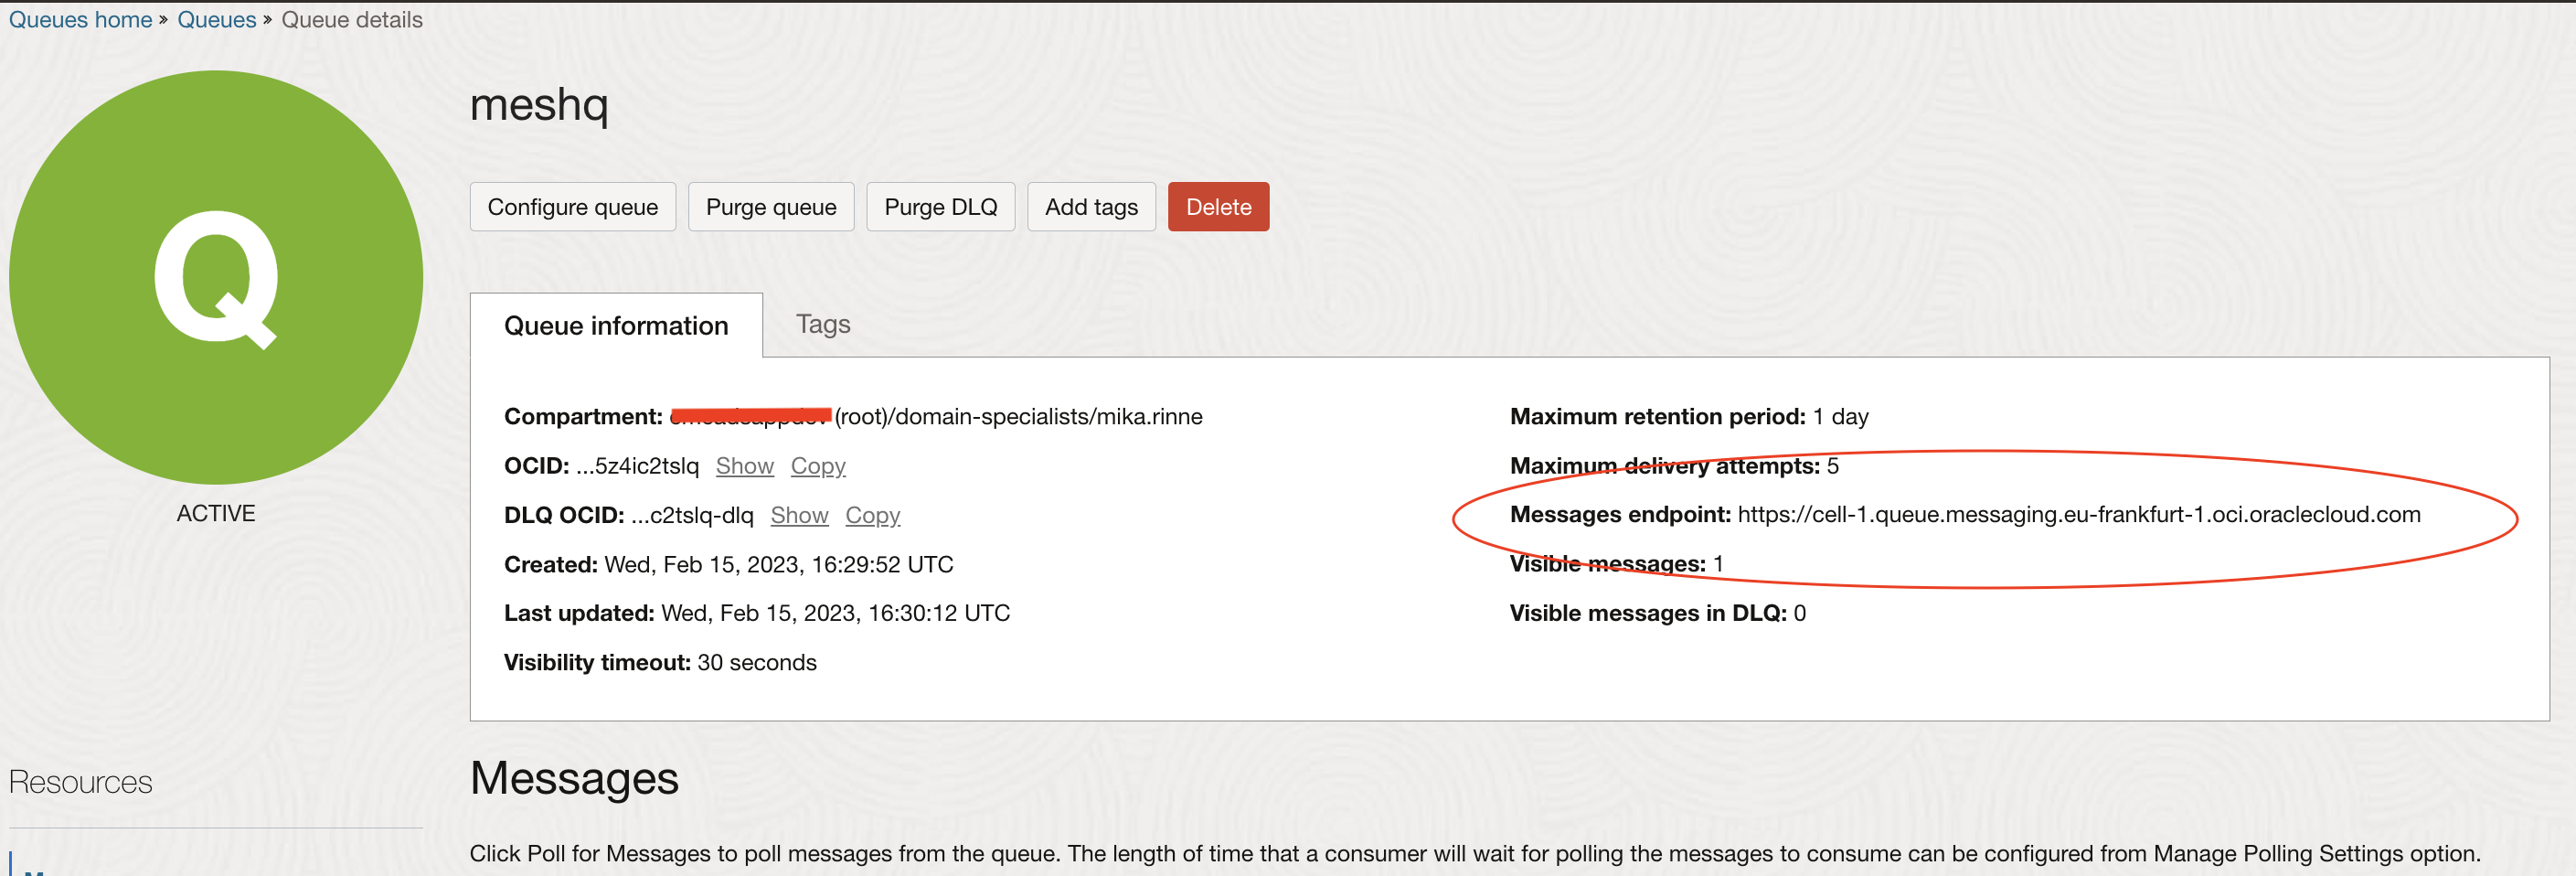 Queues home » Queues » Queue details
Q
ACTIVE
meshq
Configure queue Purge queue Purge DLQ Add tags Delete
Queue information Tags
Compartment: (root)/domain-specialists/mika.rinne
OCID: ...5z4ic2tslq Show Copy
DLQ OCID: ...c2tslq-dlq Show Copy
Created: Wed, Feb 15, 2023, 16:29:52 UTC
Last updated: Wed, Feb 15, 2023, 16:30:12 UTC
Visibility timeout: 30 seconds
Maximum retention period: 1 day
Maximum delivery attempts: 5
Messages endpoint: https://cell-1.queue.messaging.eu-frankfurt-1.oci.oraclecloud.com
Visible messages: 1
Visible messages in DLQ: 0
Resources
Messages
Click Poll for Messages to poll messages from the queue. The length of time that a consumer will wait for polling the messages to consume can be configured from Manage Polling Settings option.